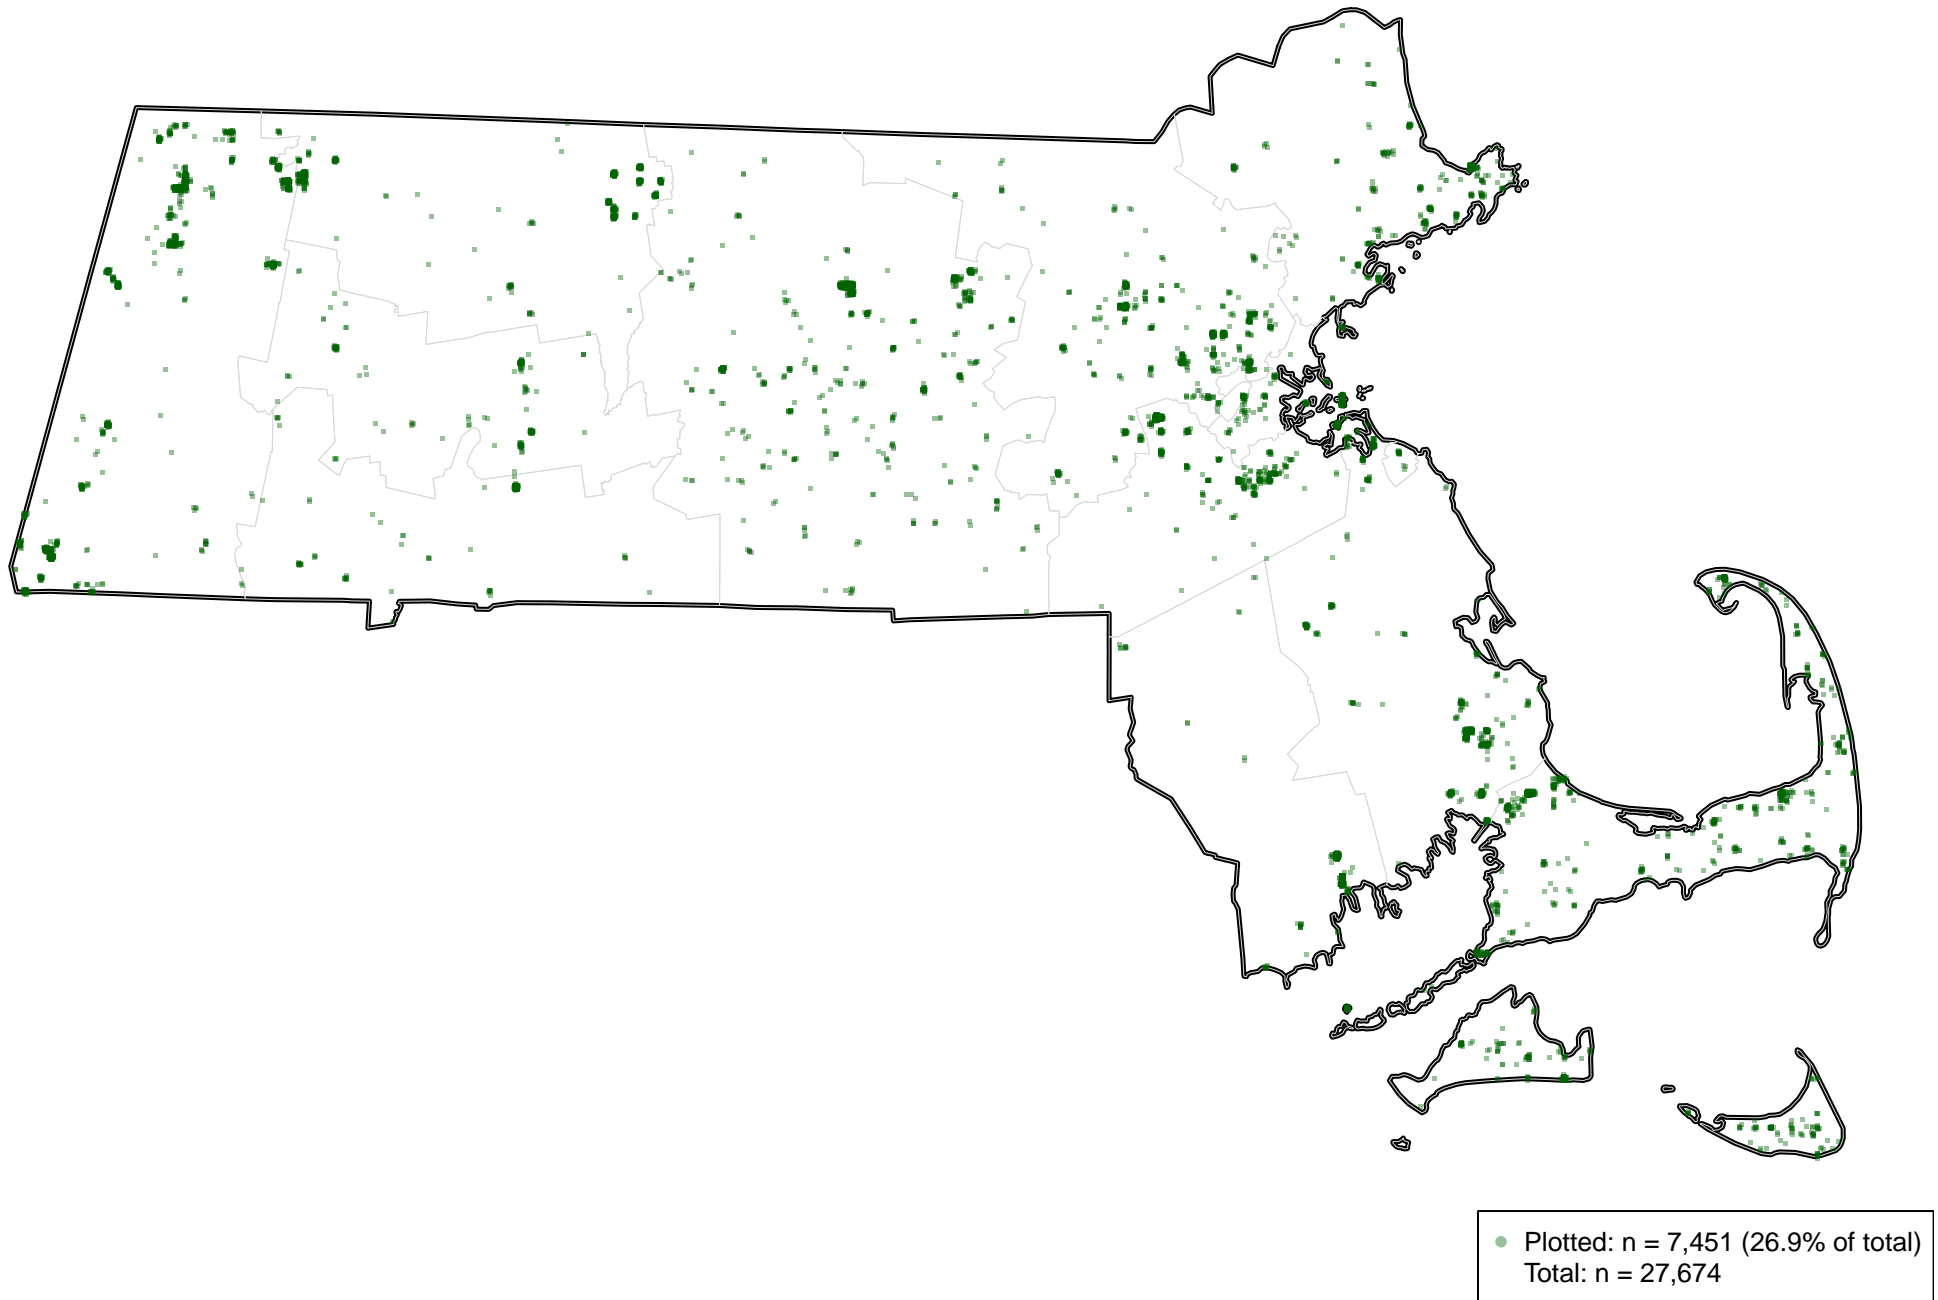 Plotted: n = 7,451 (26.9% of total)
Total: n = 27,674